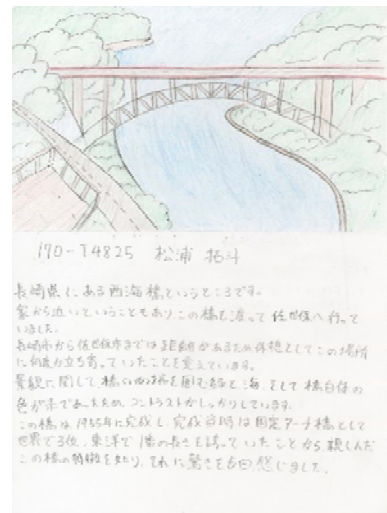 170-T4825 松浦 拓斗
長崎県にある西海橋というところです。
家から近いということもあり、この橋を渡って佐世保へ行って
いました。
長崎市から佐世保市までは距離があるため休憩としてこの場所
に何度か立ち寄っていたことを覚えています。
景観に関して橋の を囲む と海 そして橋自体の
色が赤であったため、コントラストがしっかりしています。
この橋は、1955年に完成し、完成当時は固定アーチ橋として
世界で3位、東洋で1番の長さを誇っていたことから、親しんだ
この橋の特徴を知り、それに驚きを 感じました。